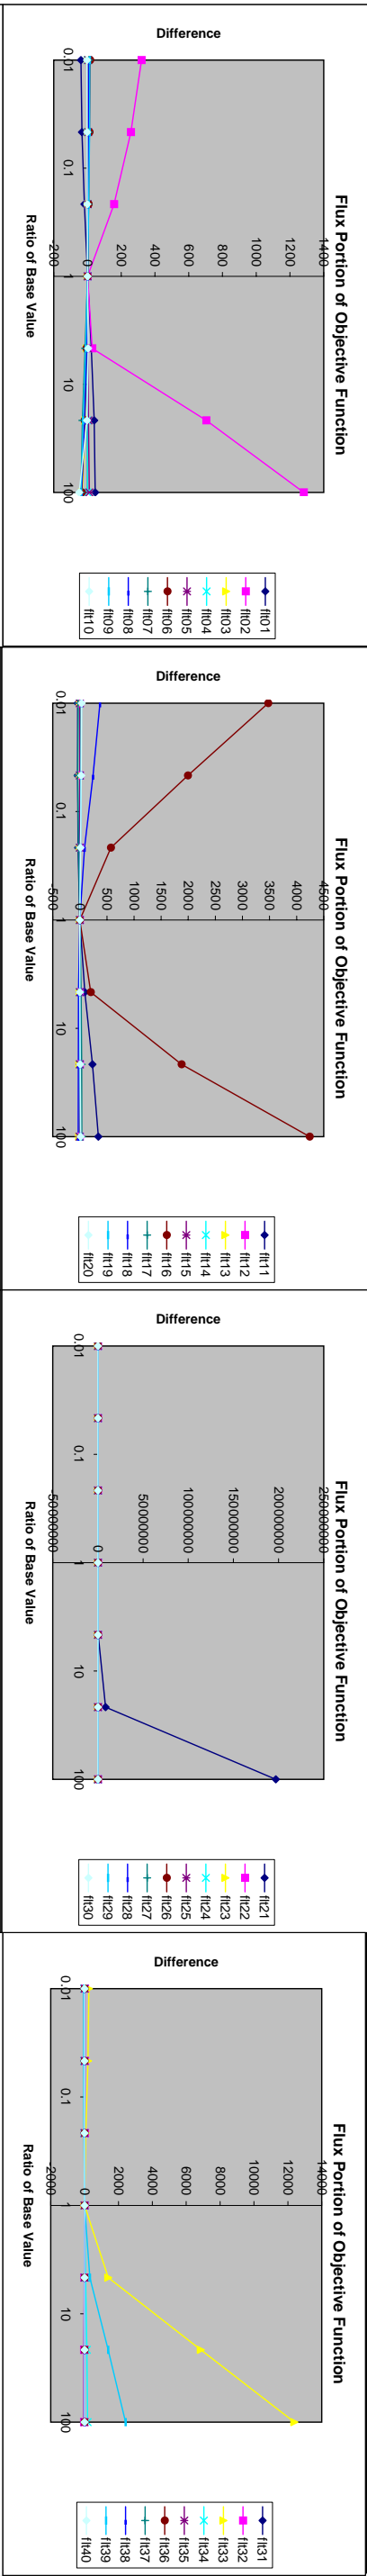 Flux Portion of Objective Function
Difference
1400
1200
1000
800
600
400
200
0
-200
0.01
0.1
1
10
100
Ratio of Base Value
flt01
flt02
flt03
flt04
flt05
flt06
flt07
flt08
flt09
flt10
Flux Portion of Objective Function
Difference
4500
4000
3500
3000
2500
2000
1500
1000
500
0
-500
0.01
0.1
1
10
100
Ratio of Base Value
flt11
flt12
flt13
flt14
flt15
flt16
flt17
flt18
flt19
flt20
Flux Portion of Objective Function
Difference
250000000
200000000
150000000
100000000
50000000
0
-50000000
0.01
0.1
1
10
100
Ratio of Base Value
flt21
flt22
flt23
flt24
flt25
flt26
flt27
flt28
flt29
flt30
Flux Portion of Objective Function
Difference
14000
12000
10000
8000
6000
4000
2000
0
-2000
0.01
0.1
1
10
100
Ratio of Base Value
flt31
flt32
flt33
flt34
flt35
flt36
flt37
flt38
flt39
flt40